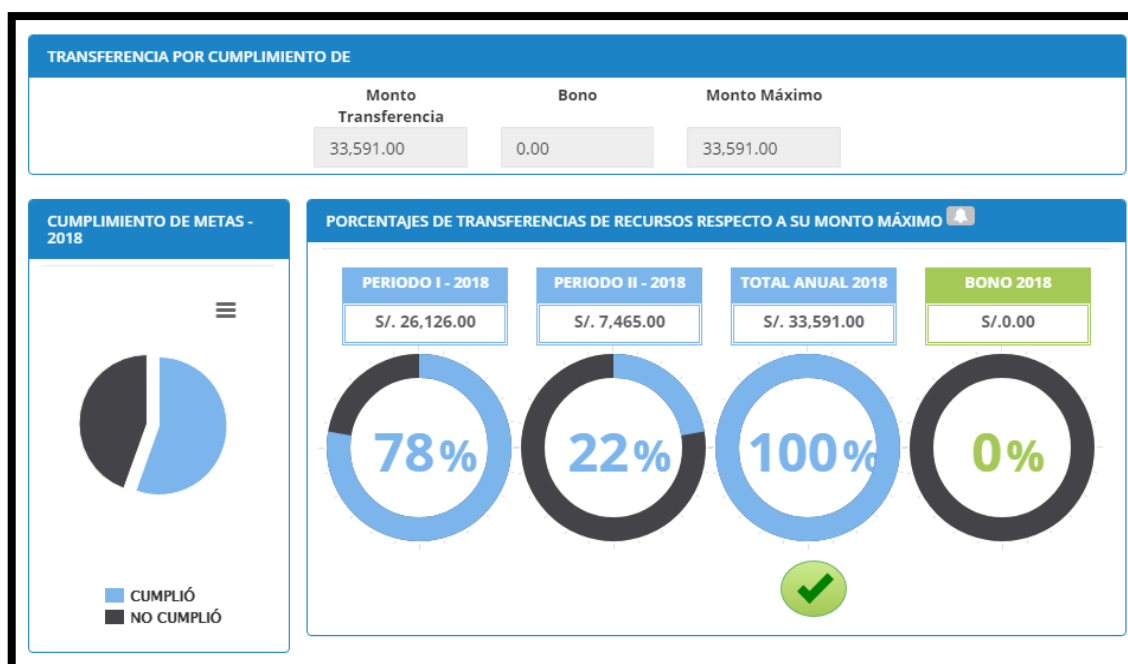 TRANSFERENCIA POR CUMPLIMIENTO DE
Monto Transferencia
Bono
Monto Máximo
33,591.00
0.00
33,591.00
CUMPLIMIENTO DE METAS -
2018
CUMPLIÓ
NO CUMPLIÓ
PORCENTAJES DE TRANSFERENCIAS DE RECURSOS RESPECTO A SU MONTO MÁXIMO
PERIODO I - 2018
PERIODO II - 2018
TOTAL ANUAL 2018
BONO 2018
S/. 26,126.00
S/. 7,465.00
S/. 33,591.00
S/.0.00
78%
22%
100%
0%